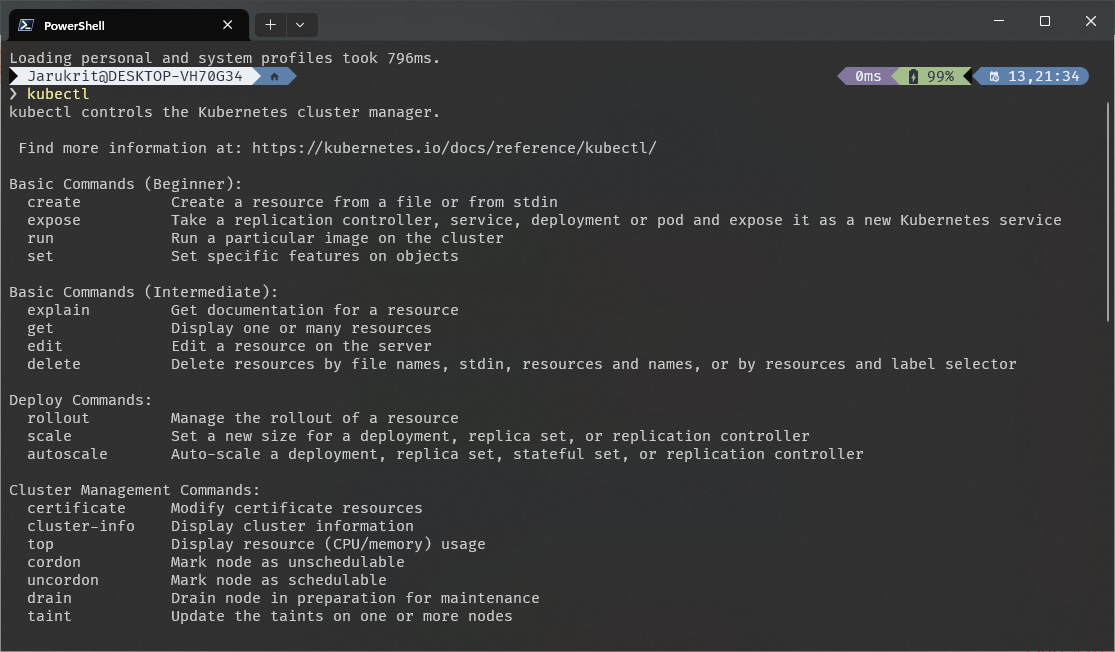 PowerShell
Loading personal and system profiles took 796ms.
Jarukrit@DESKTOP-VH70G34 0ms 99% 13,21:34
❯ kubectl
kubectl controls the Kubernetes cluster manager.
Find more information at: https://kubernetes.io/docs/reference/kubectl/
Basic Commands (Beginner):
create Create a resource from a file or from stdin
expose Take a replication controller, service, deployment or pod and expose it as a new Kubernetes service
run Run a particular image on the cluster
set Set specific features on objects
Basic Commands (Intermediate):
explain Get documentation for a resource
get Display one or many resources
edit Edit a resource on the server
delete Delete resources by file names, stdin, resources and names, or by resources and label selector
Deploy Commands:
rollout Manage the rollout of a resource
scale Set a new size for a deployment, replica set, or replication controller
autoscale Auto-scale a deployment, replica set, stateful set, or replication controller
Cluster Management Commands:
certificate Modify certificate resources
cluster-info Display cluster information
top Display resource (CPU/memory) usage
cordon Mark node as unschedulable
uncordon Mark node as schedulable
drain Drain node in preparation for maintenance
taint Update the taints on one or more nodes